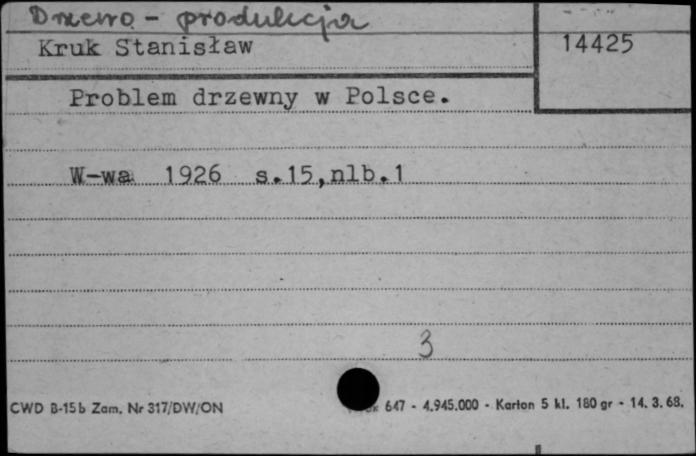 Drzewo - produkcja
Kruk Stanisław
14425
Problem drzewny w Polsce.
W-wa 1926 s.15,nlb.1
3
CWD B-15b Zam. Nr 317/DW/ON
647 - 4.945.000 - Karton 5 kl. 180 gr - 14. 3. 68.